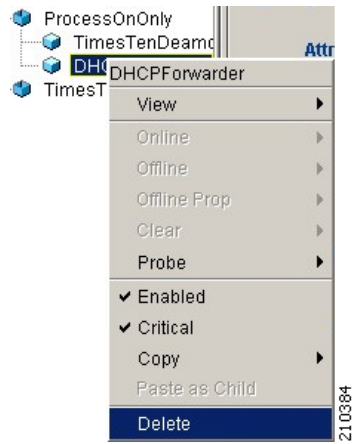 ProcessOnOnly
TimesTenDeamo
Attr
DHC
DHCPForwarder
TimesT
View
Online
Offline
Offline Prop
Clear
Probe
Enabled
Critical
Copy
Paste as Child
Delete
210384